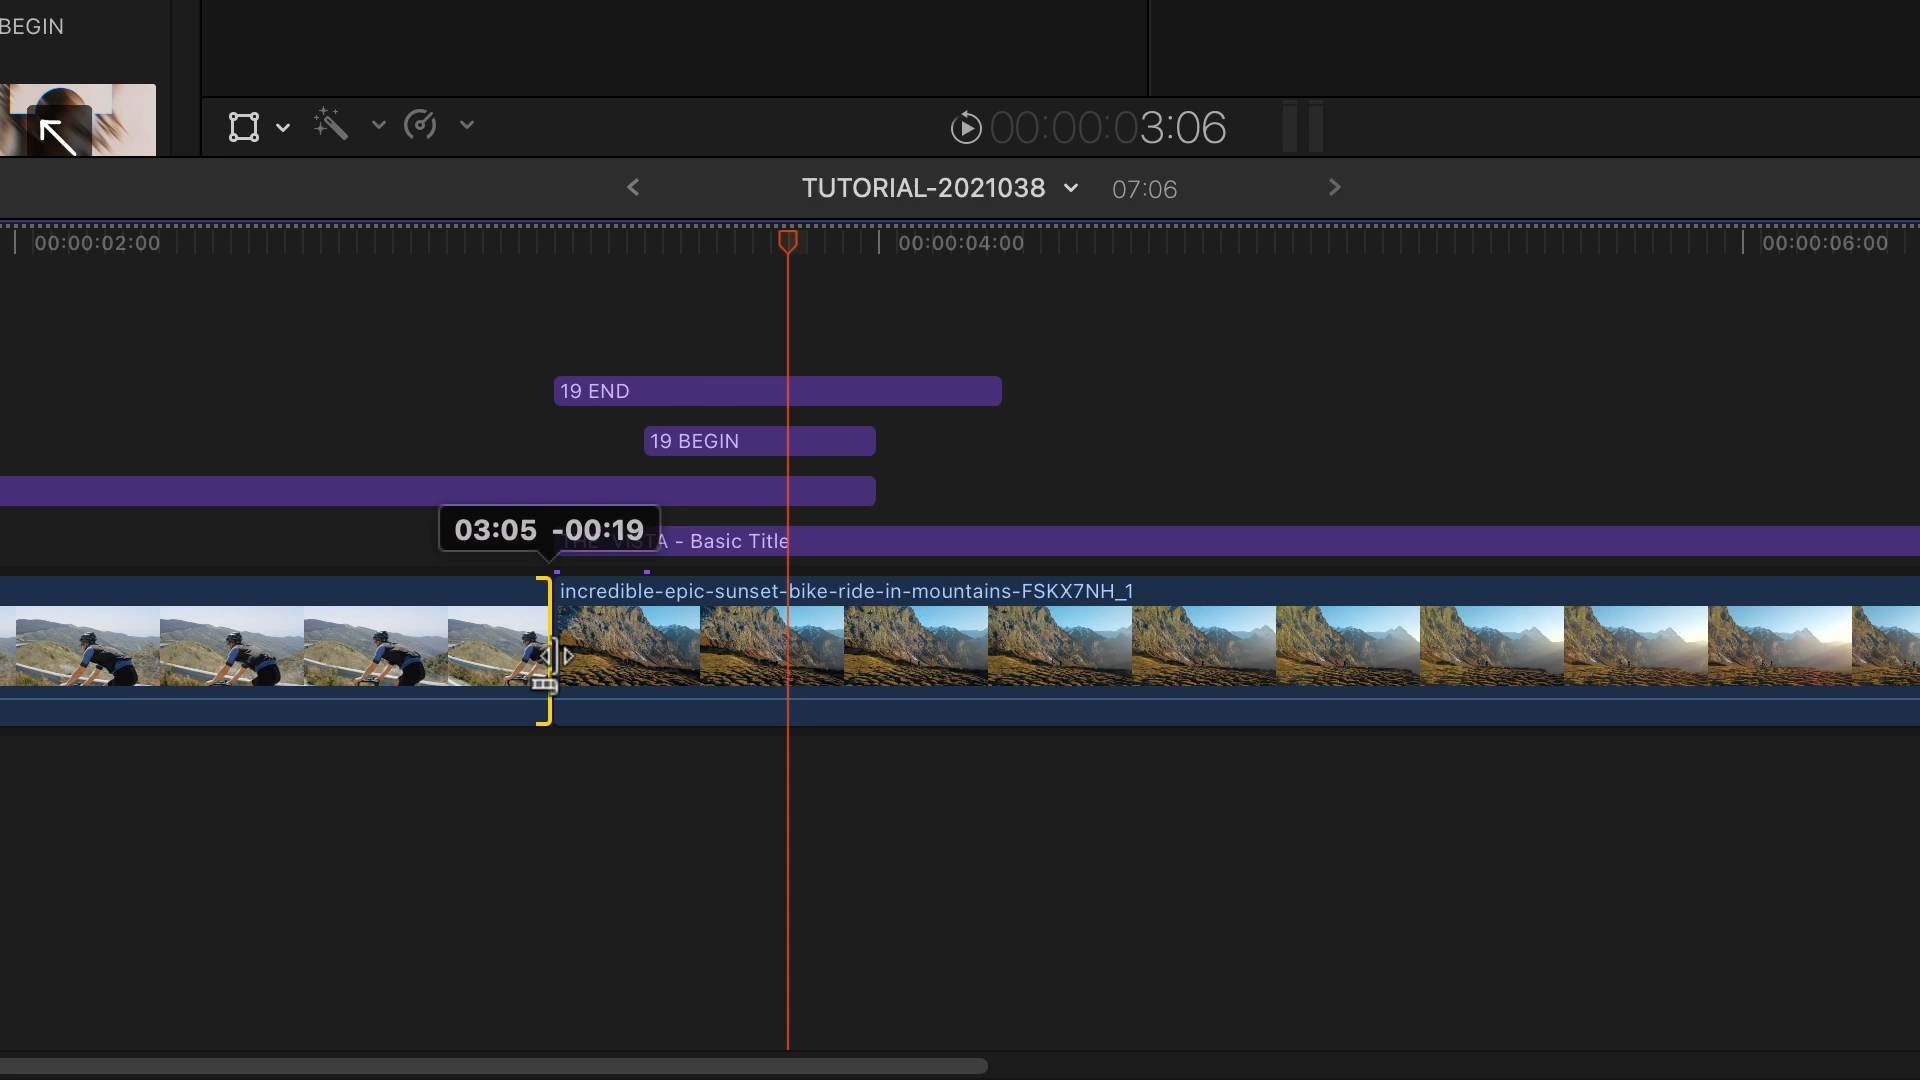 BEGIN
00:00:03:06
TUTORIAL-2021038 07:06
00:00:02:00 00:00:04:00 00:00:06:00
19 END
19 BEGIN
03:05 -00:19
THE VISTA - Basic Title
incredible-epic-sunset-bike-ride-in-mountains-FSKX7NH_1